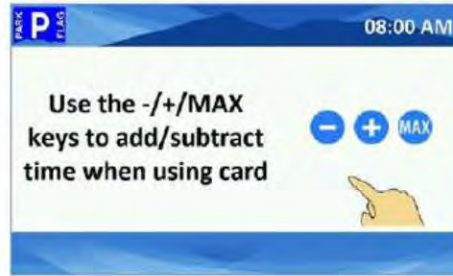 PARK P FLAG
08:00 AM
Use the -/+/MAX
keys to add/subtract
time when using card
- + MAX